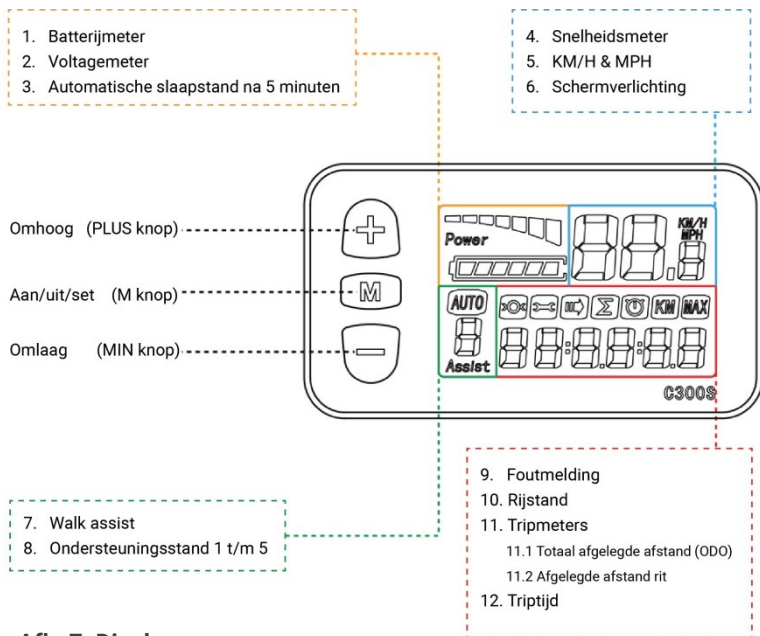 1. Batterijmeter
2. Voltagemeter
3. Automatische slaapstand na 5 minuten
4. Snelheidsmeter
5. KM/H & MPH
6. Schermverlichting
Omhoog (PLUS knop)
Aan/uit/set (M knop)
Omlaag (MIN knop)
M
Power
KM/H
MPH
AUTO
KM
MAX
Assist
C300S
7. Walk assist
8. Ondersteuningsstand 1 t/m 5
9. Foutmelding
10. Rijstand
11. Tripmeters
11.1 Totaal afgelegde afstand (ODO)
11.2 Afgelegde afstand rit
12. Triptijd